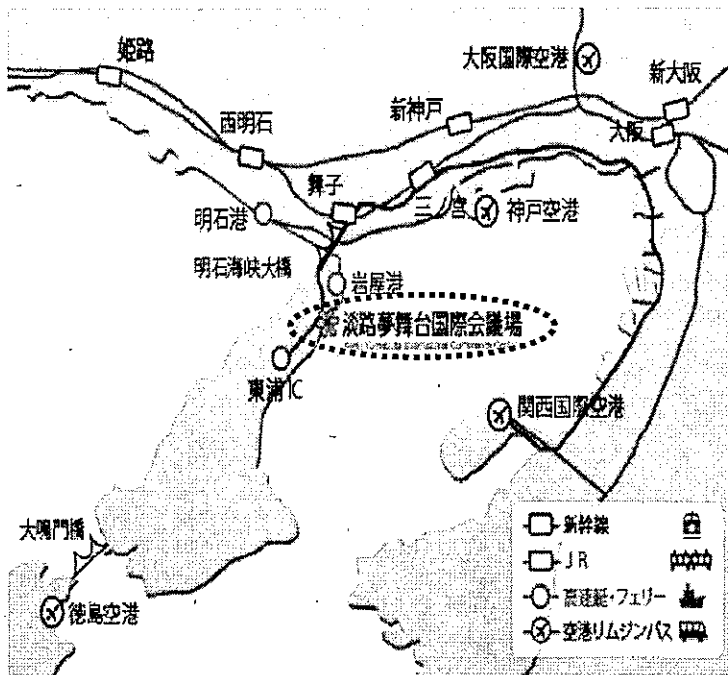 姫路
大阪国際空港
新大阪
新神戸
大阪
西明石
舞子
三ノ宮
神戸空港
明石港
明石海峡大橋
岩屋港
淡路夢舞台国際会議場
東浦IC
関西国際空港
新幹線
JR
高速艇・フェリー
空港リムジンバス
大鳴門橋
徳島空港